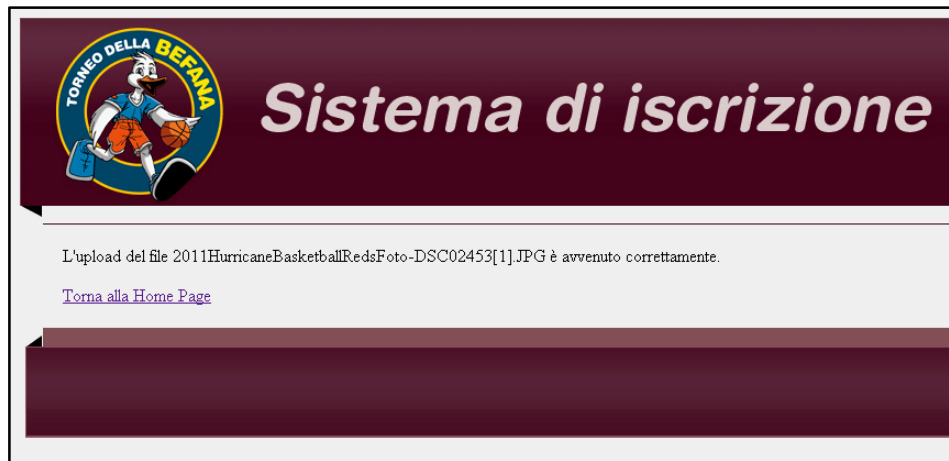 TORNEO DELLA BEFANA
Sistema di iscrizione
L'upload del file 2011HurricaneBasketballRedsFoto-DSC02453[1].JPG è avvenuto correttamente.
Torna alla Home Page